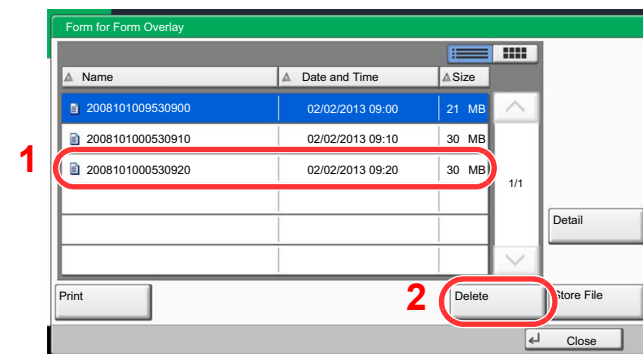 Form for Form Overlay
Name Date and Time Size
2008101009530900 02/02/2013 09:00 21 MB
2008101000530910 02/02/2013 09:10 30 MB
1
2008101000530920 02/02/2013 09:20 30 MB
1/1
Detail
Print 2 Delete Store File
Close